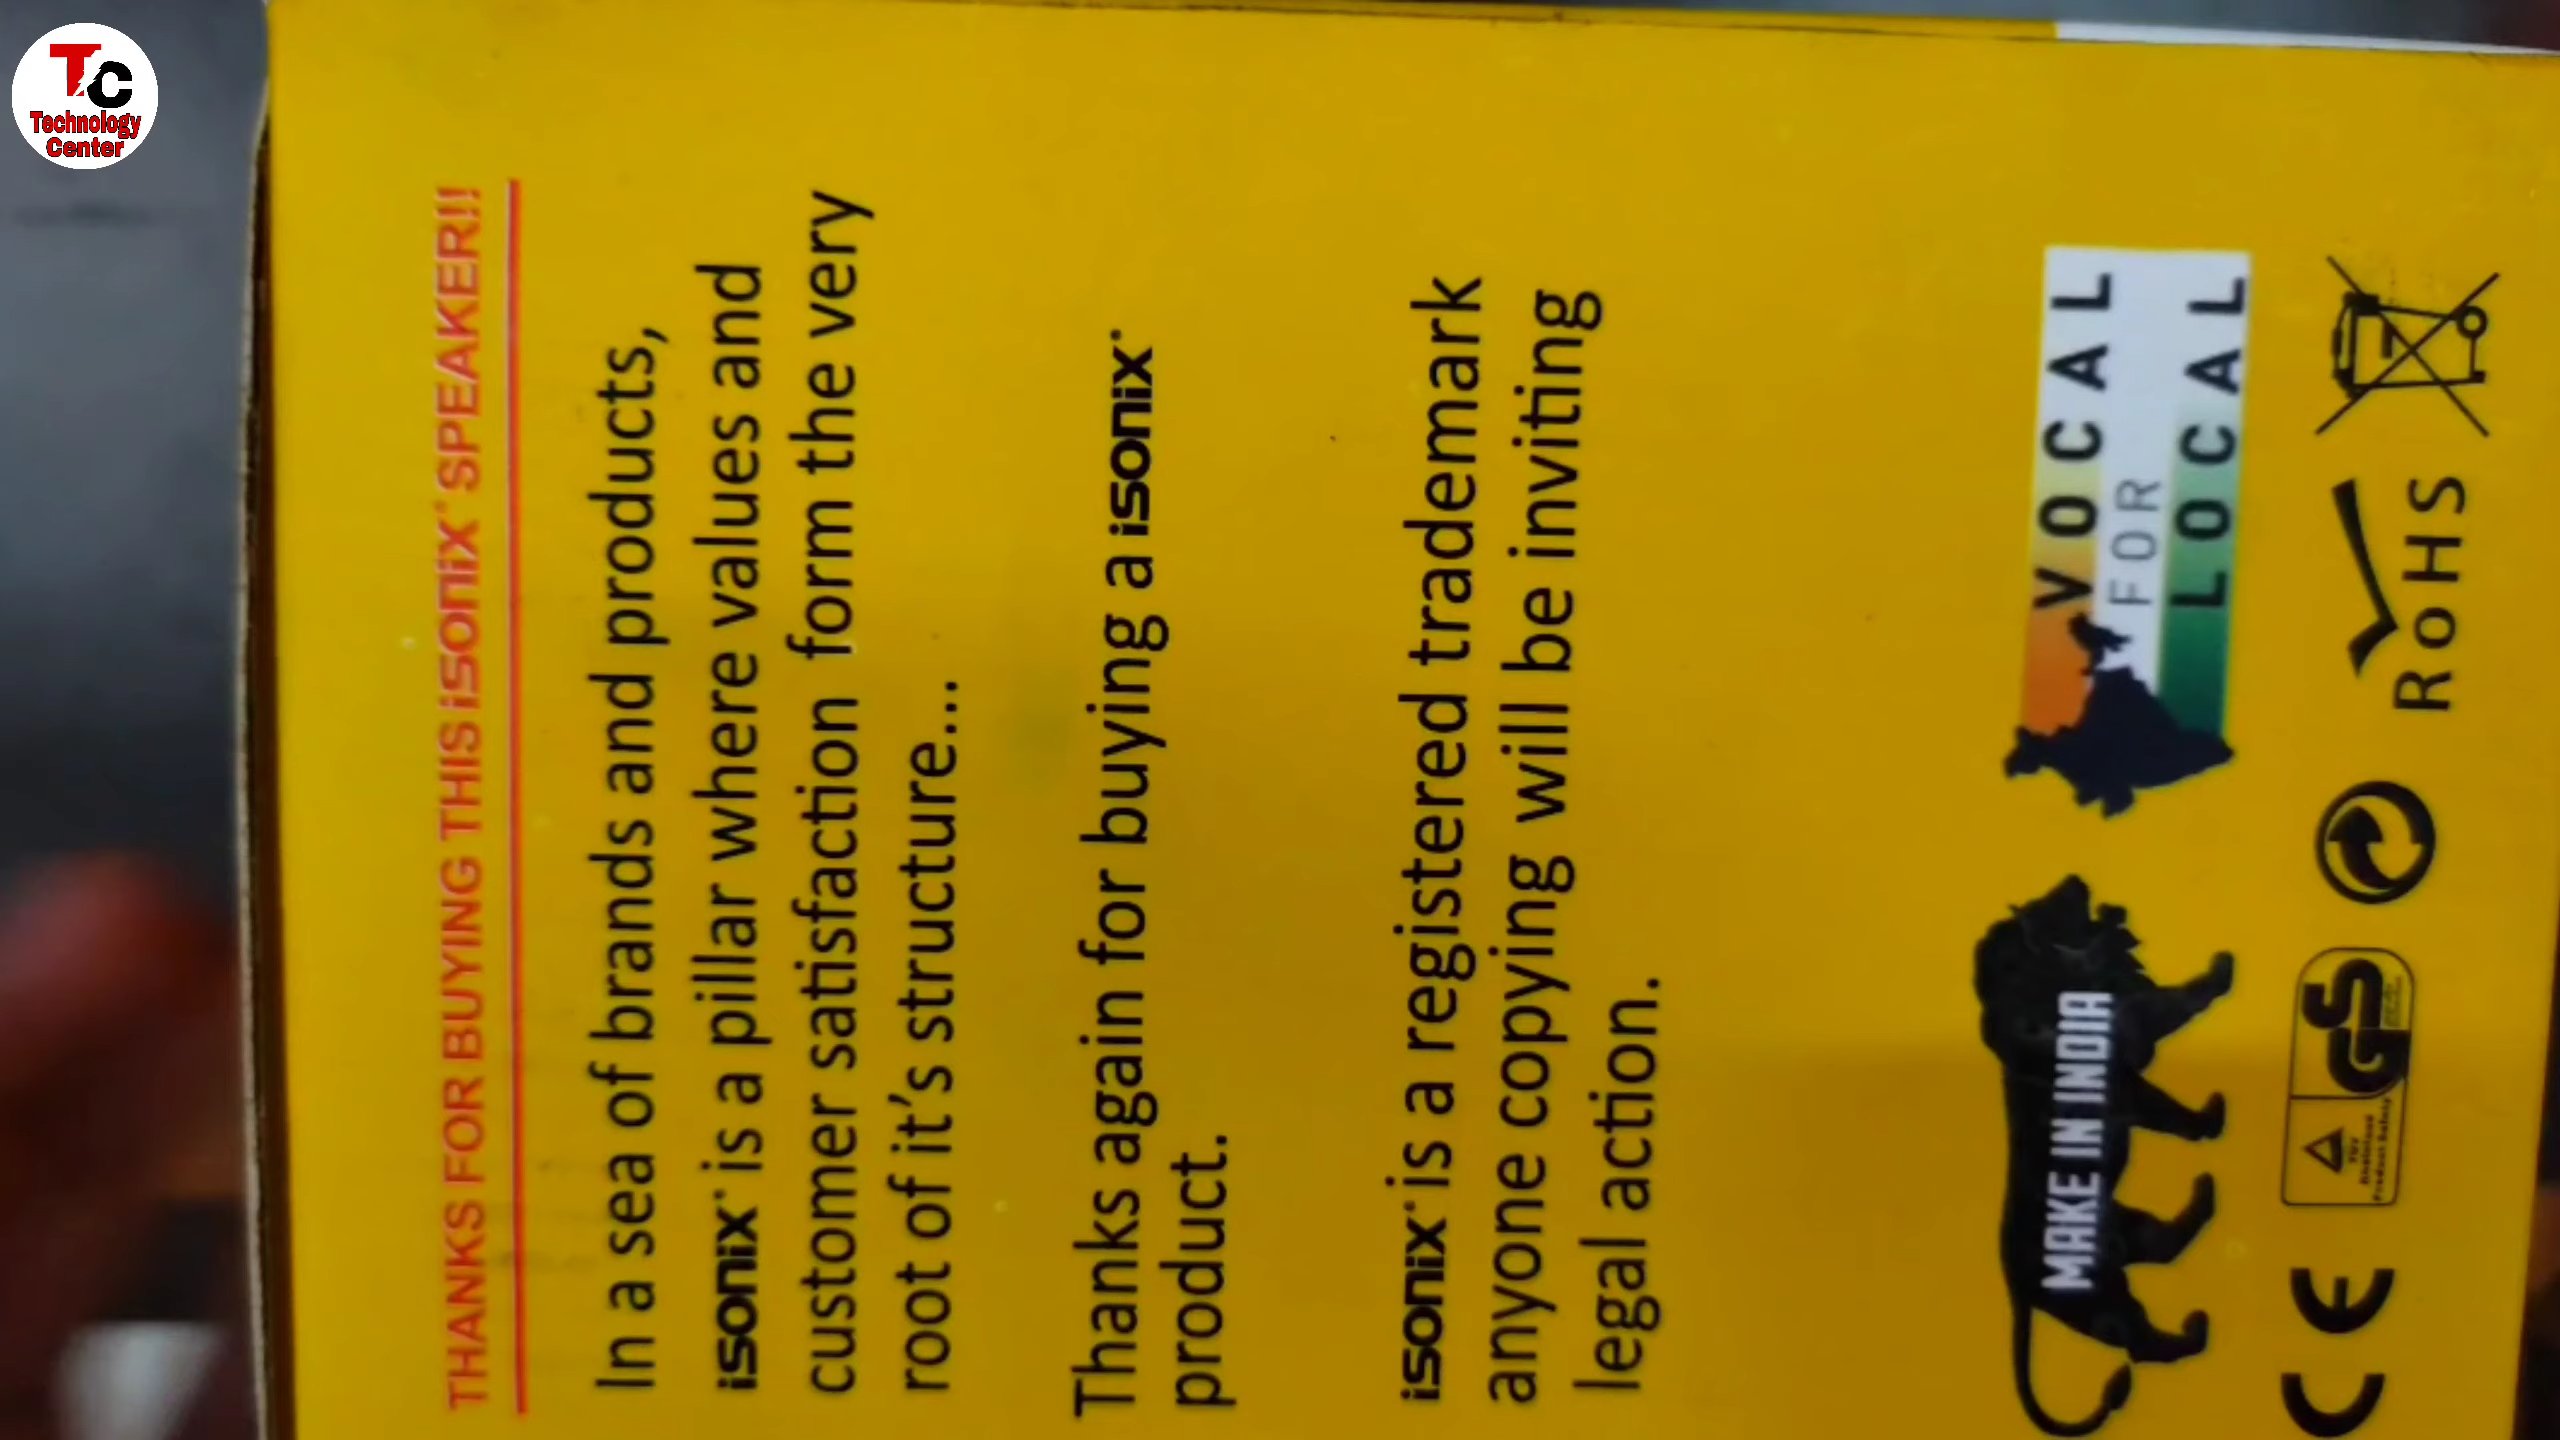 TC
Technology
Center
THANKS FOR BUYING THIS isonix SPEAKER!!
In a sea of brands and products,
isonix is a pillar where values and
customer satisfaction form the very
root of it's structure...
Thanks again for buying a isonix
product.
isonix is a registered trademark
anyone copying will be inviting
legal action.
MAKE IN INDIA
VOCAL
FOR
LOCAL
CE
GS
RoHS